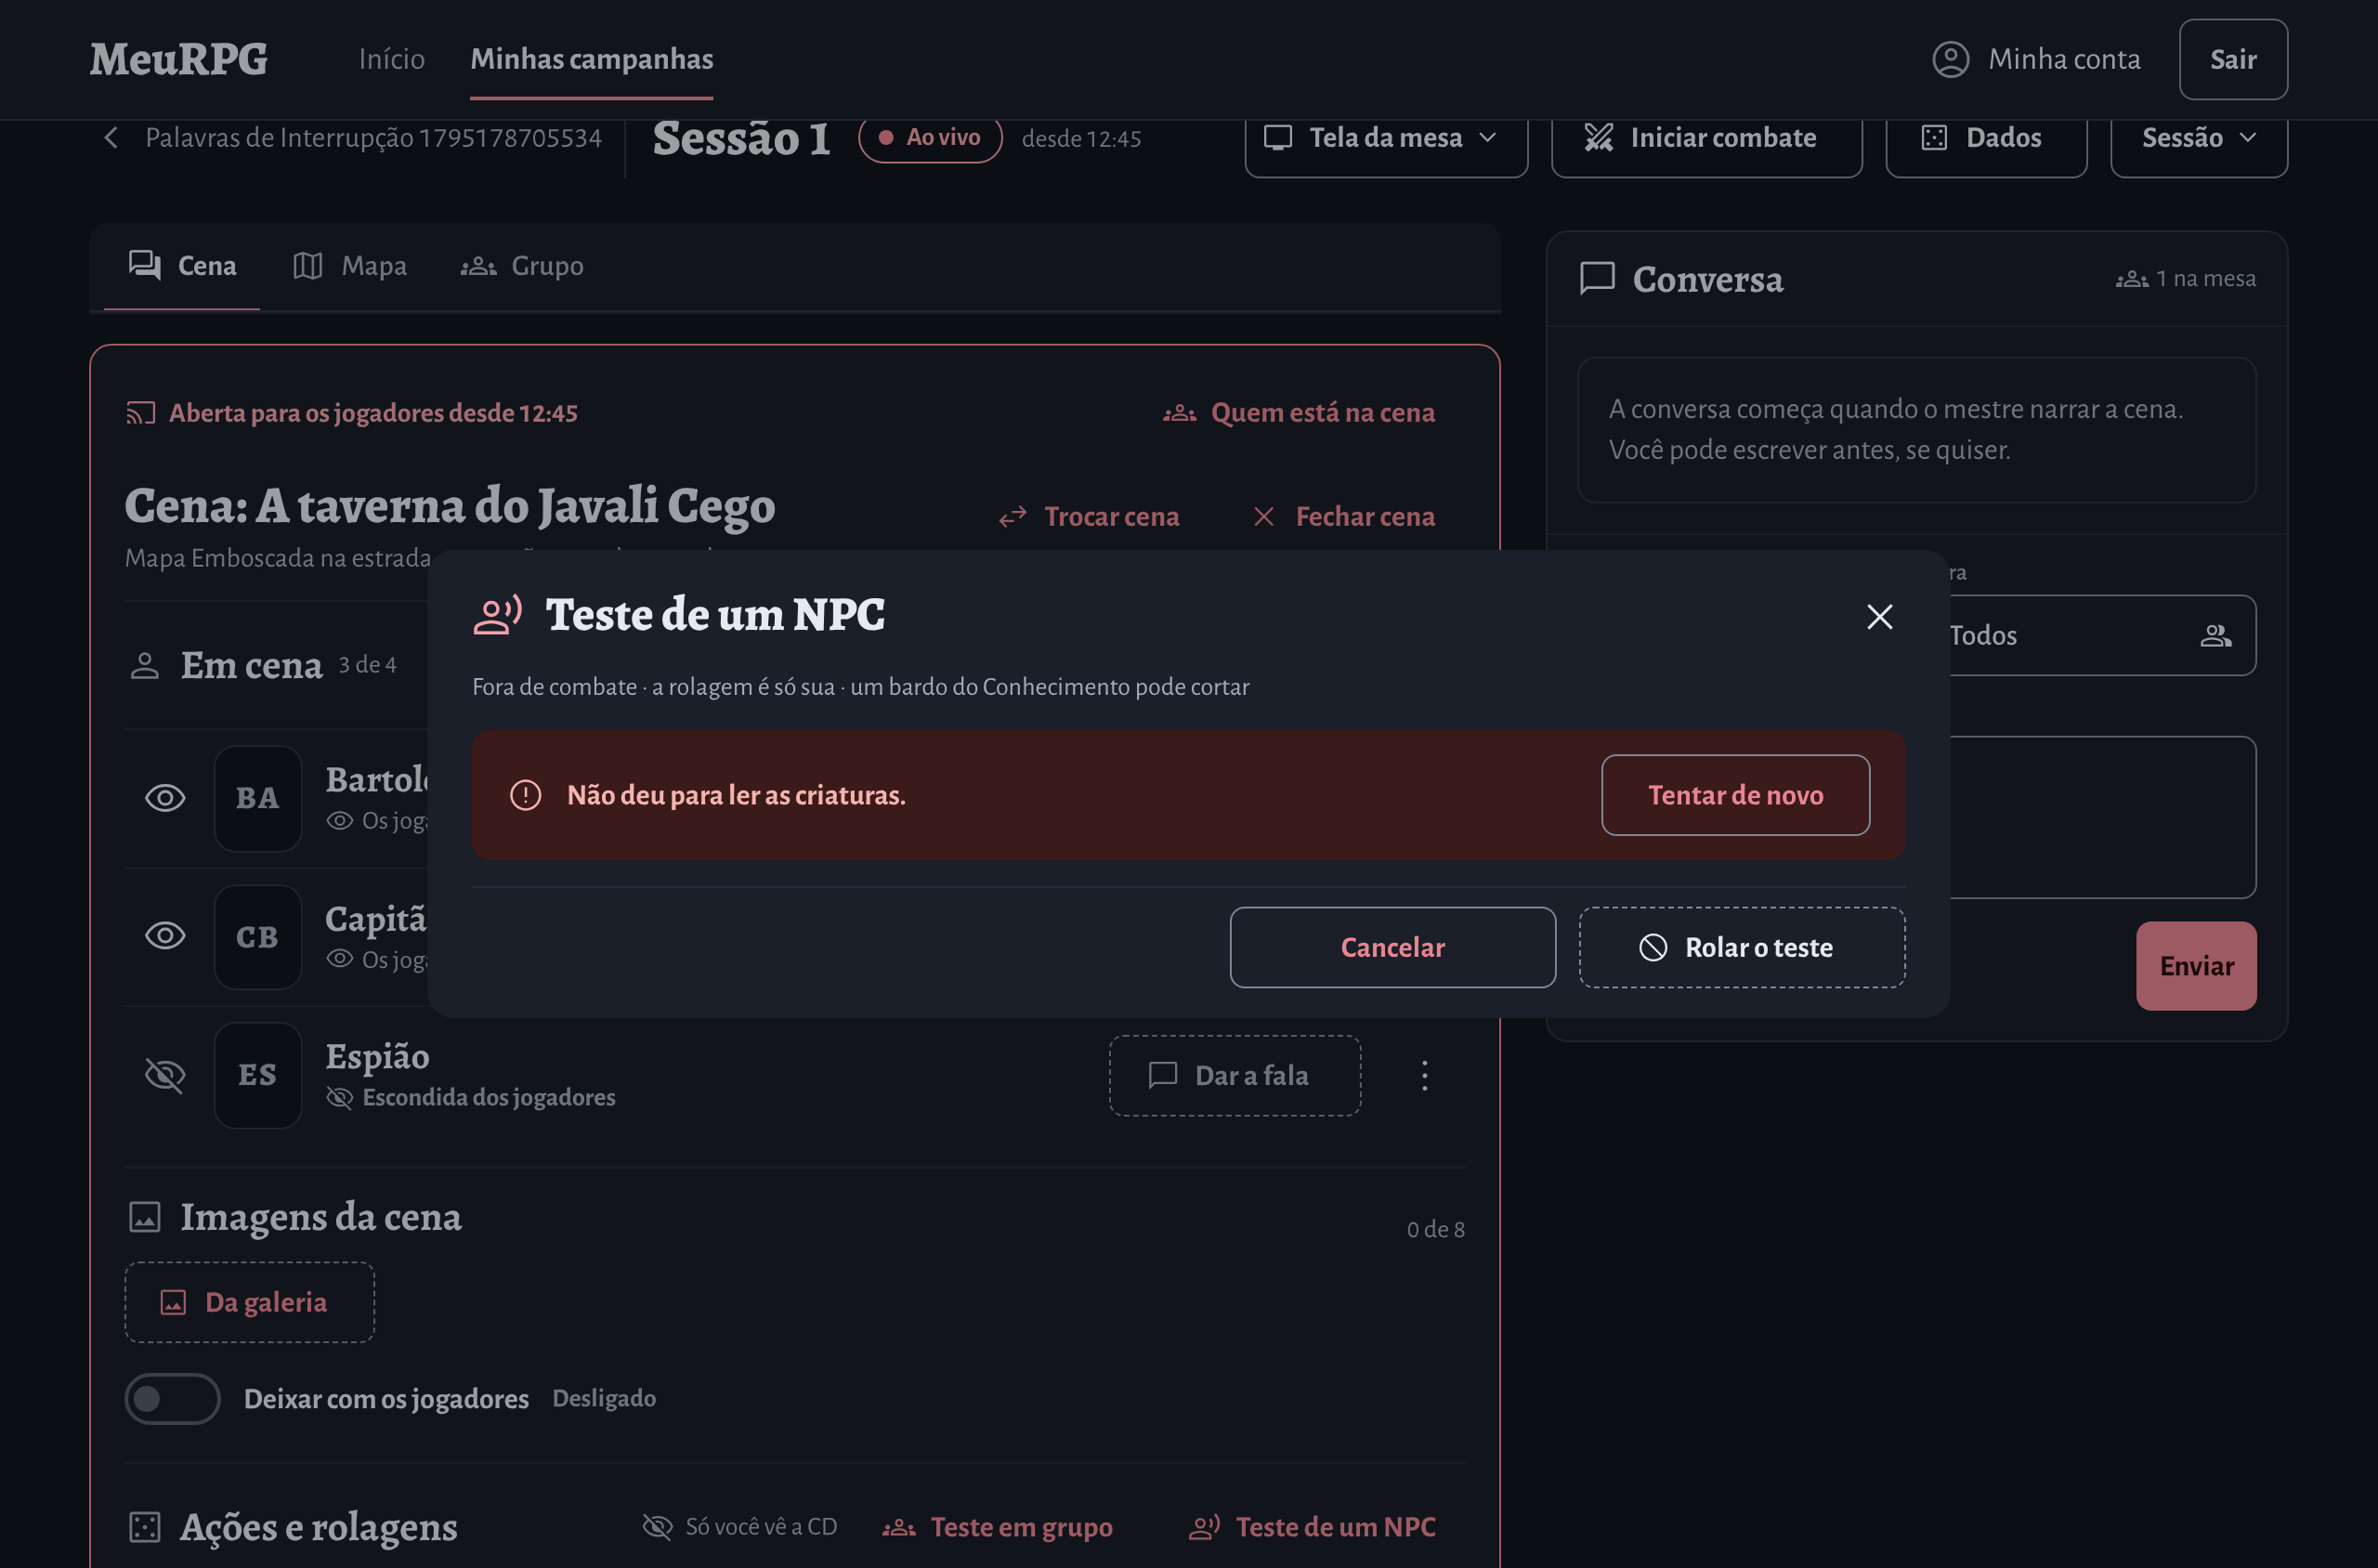 MeuRPG
Início
Minhas campanhas
Minha conta
Sair
Palavras de Interrupção 1795178705534
Sessão 1
Ao vivo
desde 12:45
Tela da mesa
Iniciar combate
Dados
Sessão
Cena
Mapa
Grupo
Conversa
1 na mesa
Aberta para os jogadores desde 12:45
Quem está na cena
A conversa começa quando o mestre narrar a cena.
Você pode escrever antes, se quiser.
Cena: A taverna do Javali Cego
Trocar cena
Fechar cena
Mapa Emboscada na estrada
Teste de um NPC
Todos
Em cena
3 de 4
Fora de combate · a rolagem é só sua · um bardo do Conhecimento pode cortar
BA
Não deu para ler as criaturas.
Tentar de novo
CB
Cancelar
Rolar o teste
Enviar
ES
Espião
Escondida dos jogadores
Dar a fala
Imagens da cena
0 de 8
Da galeria
Deixar com os jogadores
Desligado
Ações e rolagens
Só você vê a CD
Teste em grupo
Teste de um NPC